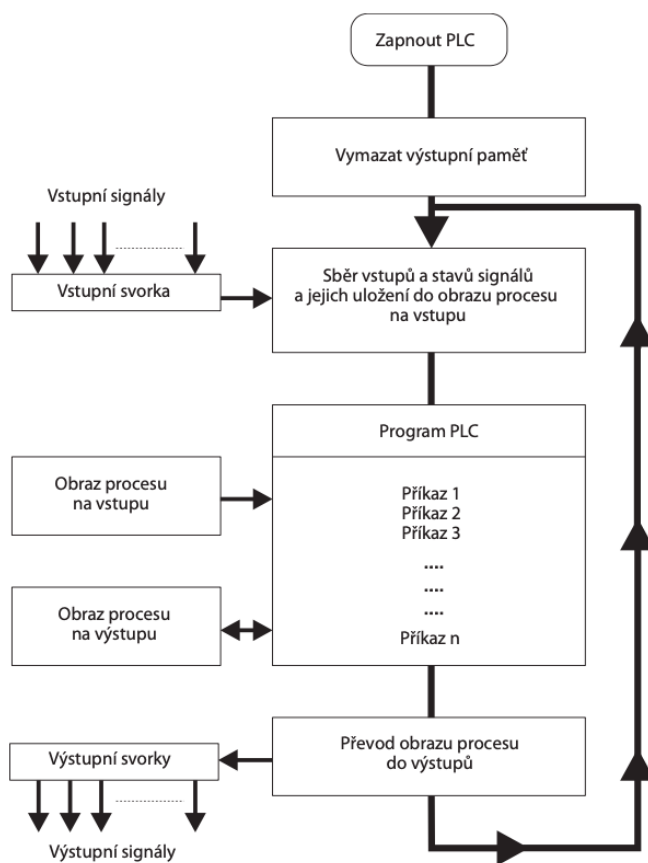 Zapnout PLC
Vymazat výstupní paměť
Vstupní signály
Vstupní svorka
Sběr vstupů a stavů signálů
a jejich uložení do obrazu procesu
na vstupu
Program PLC
Obraz procesu
na vstupu
Příkaz 1
Příkaz 2
Příkaz 3
....
....
....
Příkaz n
Obraz procesu
na výstupu
Převod obrazu procesu
do výstupů
Výstupní svorky
Výstupní signály